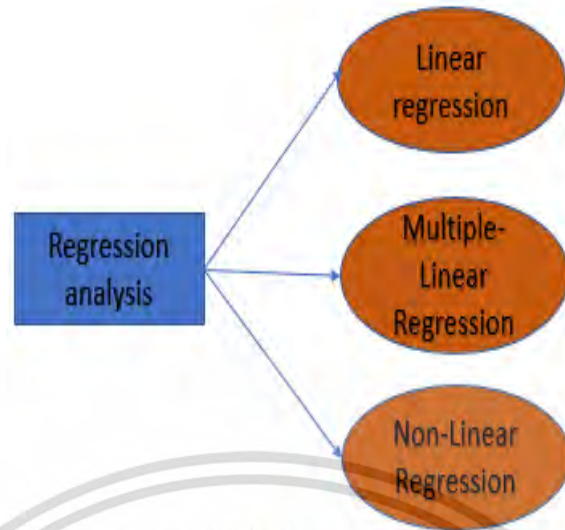 Linear
regression
Regression
analysis
Multiple-
Linear
Regression
Non-Linear
Regression